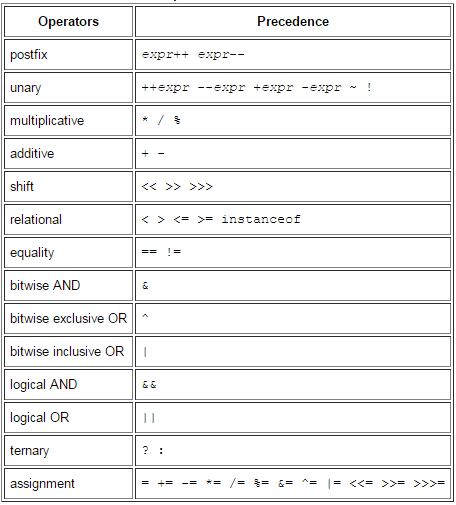 Operators Precedence
postfix expr++ expr--
unary ++expr --expr +expr -expr ~ !
multiplicative * / %
additive + -
shift << >> >>>
relational < > <= >= instanceof
equality == !=
bitwise AND &
bitwise exclusive OR ^
bitwise inclusive OR |
logical AND &&
logical OR ||
ternary ? :
assignment = += -= *= /= %= &= ^= |= <<= >>= >>>=